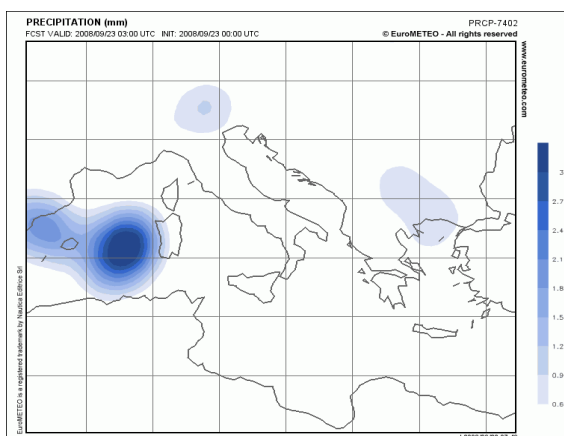 PRECIPITATION (mm)
PRCP-7402
FCST VALID: 2008/09/23 03:00 UTC INIT: 2008/09/23 00:00 UTC
© EuroMETEO - All rights reserved
www.eurometeo.com
3
2.7
2.4
2.1
1.8
1.5
1.2
0.9
0.6
EuroMETEO is a registered trademark by Nautica Editrice Srl